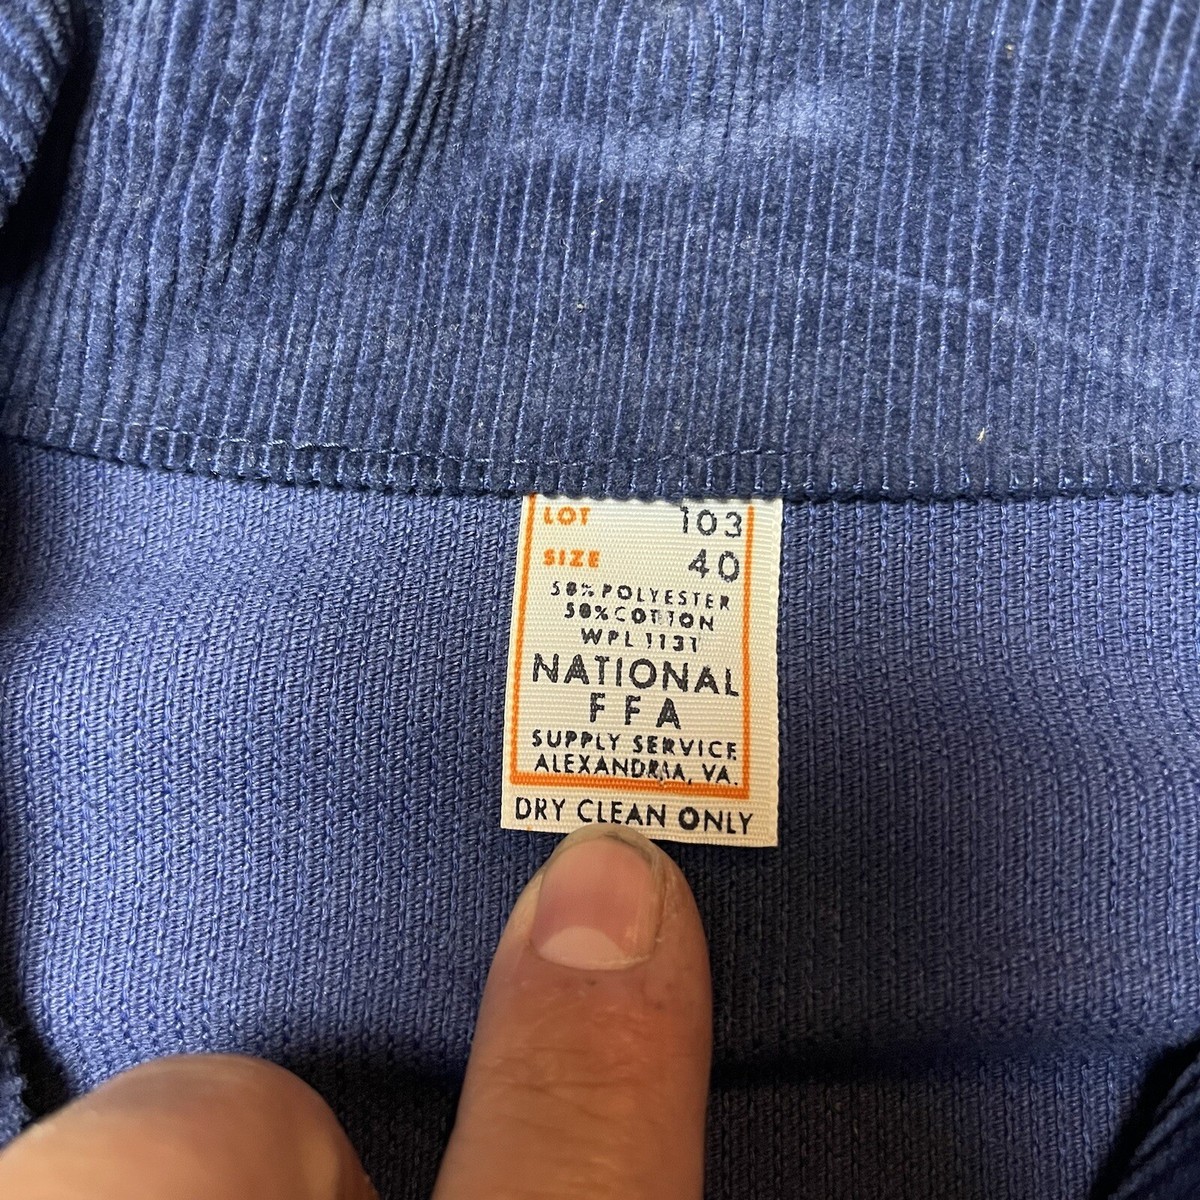 LOT 103
SIZE 40
50% POLYESTER
50% COTTON
WPL 1131
NATIONAL
FFA
SUPPLY SERVICE
ALEXANDRIA, VA.
DRY CLEAN ONLY